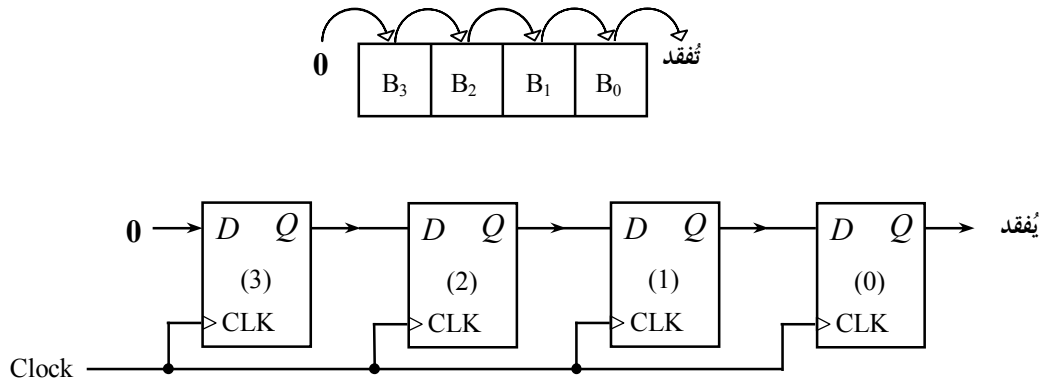 0 تُفقد
B₃ B₂ B₁ B₀
0 D Q D Q D Q D Q يُفقد
(3) (2) (1) (0)
CLK CLK CLK CLK
Clock